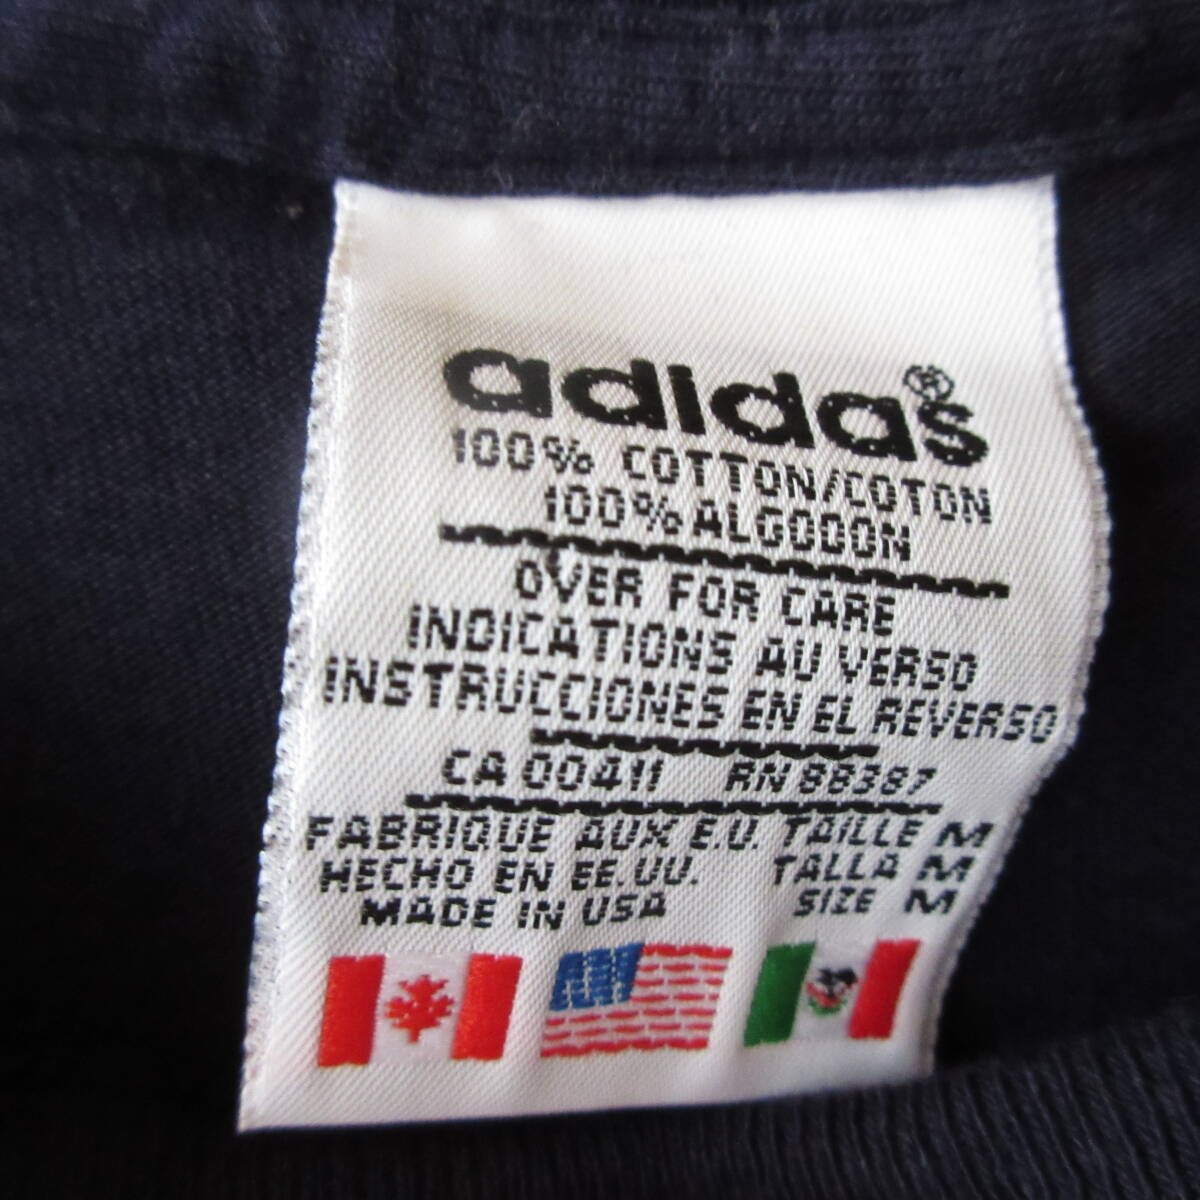 adidas®
100% COTTON/COTON
100% ALGODON
OVER FOR CARE
INDICATIONS AU VERSO
INSTRUCCIONES EN EL REVERSO
CA 00411 RN 88387
FABRIQUE AUX E.U. TAILLE M
HECHO EN EE.UU. TALLA M
MADE IN USA SIZE M